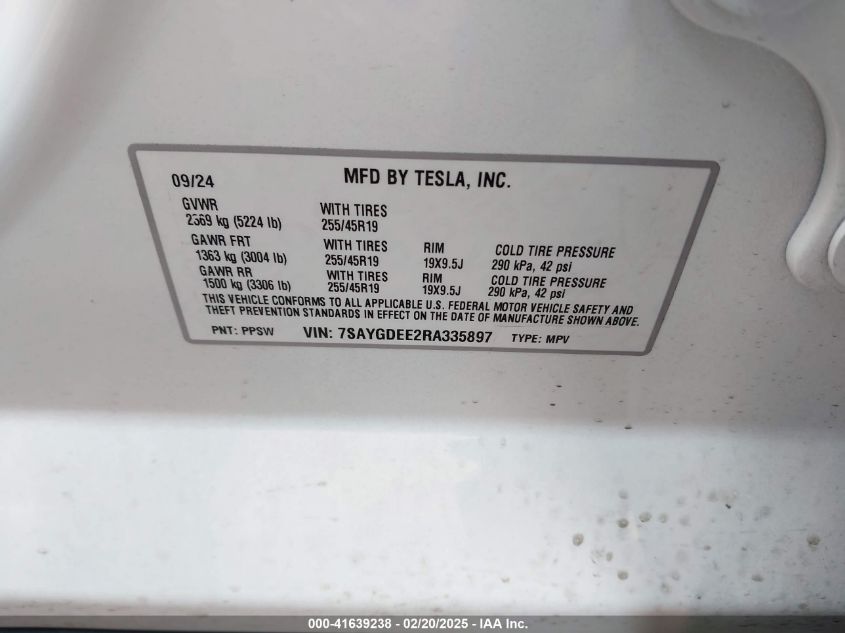 09/24 MFD BY TESLA, INC.
GVWR WITH TIRES
2369 kg (5224 lb) 255/45R19
GAWR FRT WITH TIRES RIM COLD TIRE PRESSURE
1363 kg (3004 lb) 255/45R19 19X9.5J 290 kPa, 42 psi
GAWR RR WITH TIRES RIM COLD TIRE PRESSURE
1500 kg (3306 lb) 255/45R19 19X9.5J 290 kPa, 42 psi
THIS VEHICLE CONFORMS TO ALL APPLICABLE U.S. FEDERAL MOTOR VEHICLE SAFETY AND
THEFT PREVENTION STANDARDS IN EFFECT ON THE DATE OF MANUFACTURE SHOWN ABOVE.
PNT: PPSW VIN: 7SAYGDEE2RA335897 TYPE: MPV
000-41639238 - 02/20/2025 - IAA Inc.